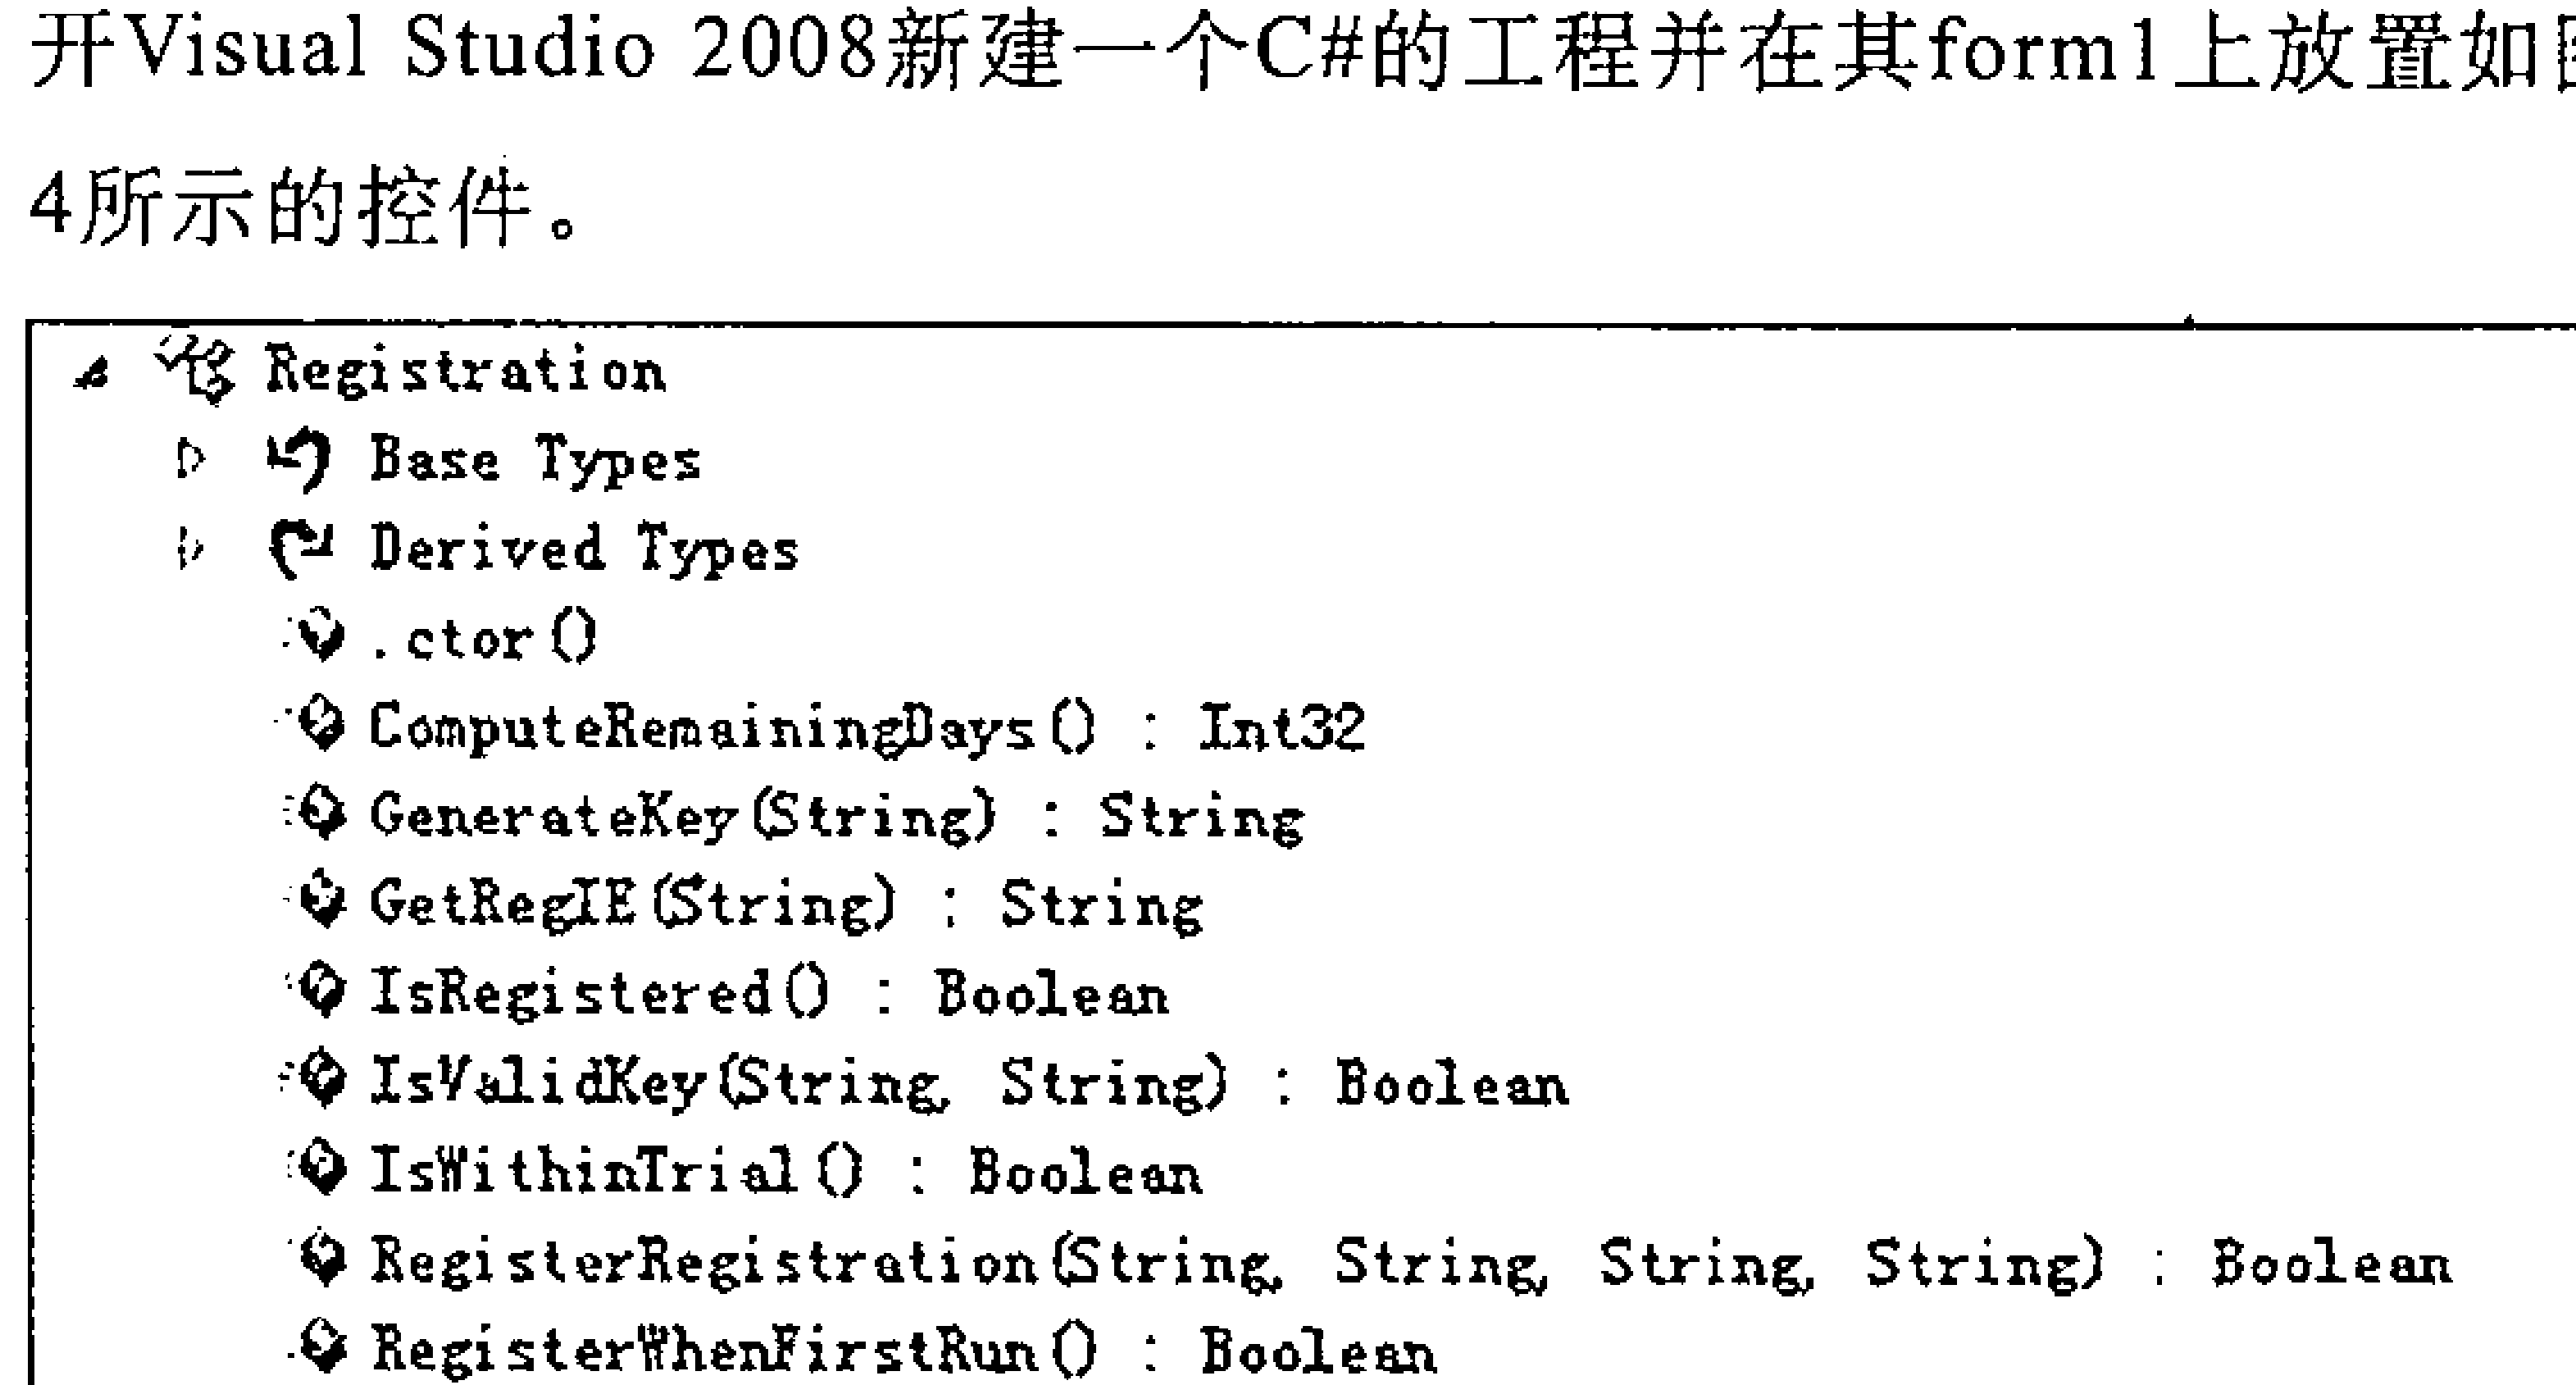 开Visual Studio 2008新建一个C#的工程并在其form1上放置如图
4所示的控件。
Registration
Base Types
Derived Types
.ctor()
ComputeRemainingDays() : Int32
GenerateKey(String) : String
GetRegIE(String) : String
IsRegistered() : Boolean
IsValidKey(String, String) : Boolean
IsWithinTrial() : Boolean
RegisterRegistration(String, String, String, String) : Boolean
RegisterWhenFirstRun() : Boolean